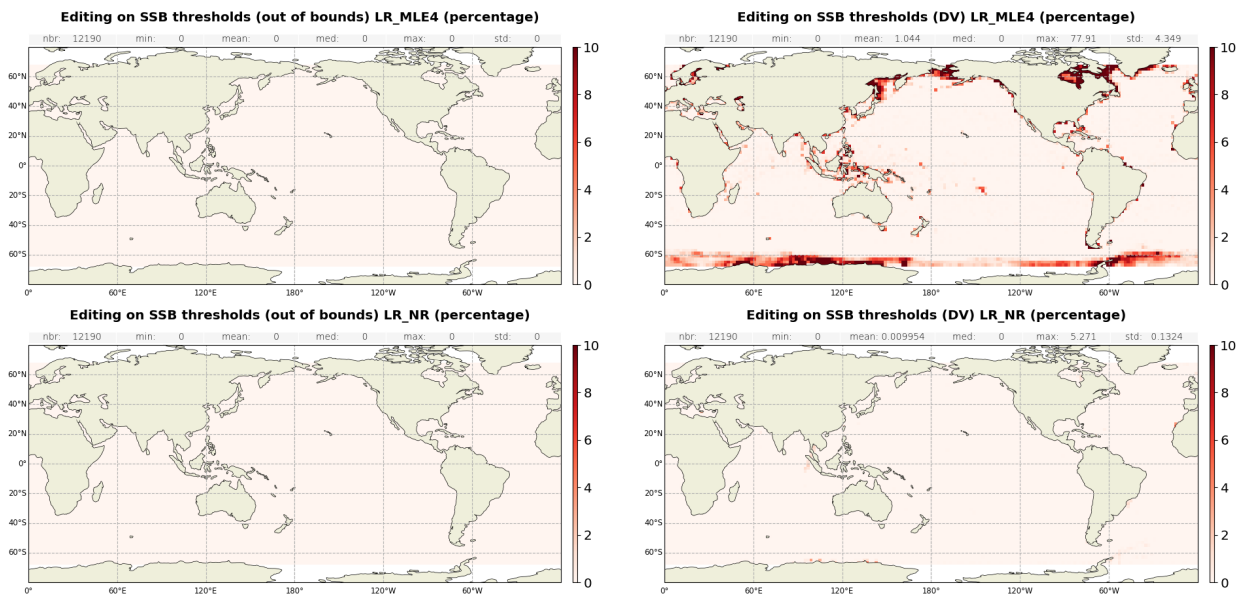 Editing on SSB thresholds (out of bounds) LR_MLE4 (percentage)
nbr: 12190 min: 0 mean: 0 med: 0 max: 0 std: 0
60°N
40°N
20°N
0°
20°S
40°S
60°S
0° 60°E 120°E 180° 120°W 60°W
10
8
6
4
2
0
Editing on SSB thresholds (DV) LR_MLE4 (percentage)
nbr: 12190 min: 0 mean: 1.044 med: 0 max: 77.91 std: 4.349
60°N
40°N
20°N
0°
20°S
40°S
60°S
0° 60°E 120°E 180° 120°W 60°W
10
8
6
4
2
0
Editing on SSB thresholds (out of bounds) LR_NR (percentage)
nbr: 12190 min: 0 mean: 0 med: 0 max: 0 std: 0
60°N
40°N
20°N
0°
20°S
40°S
60°S
0° 60°E 120°E 180° 120°W 60°W
10
8
6
4
2
0
Editing on SSB thresholds (DV) LR_NR (percentage)
nbr: 12190 min: 0 mean: 0.009954 med: 0 max: 5.271 std: 0.1324
60°N
40°N
20°N
0°
20°S
40°S
60°S
0° 60°E 120°E 180° 120°W 60°W
10
8
6
4
2
0